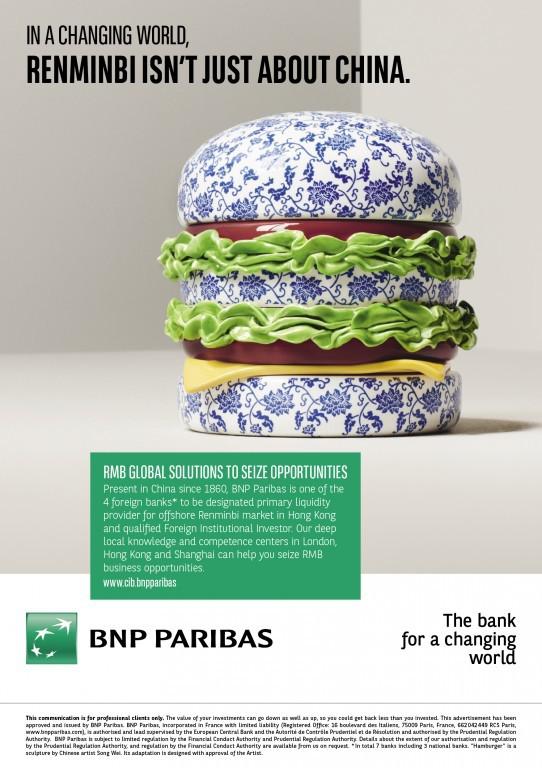 IN A CHANGING WORLD,
RENMINBI ISN'T JUST ABOUT CHINA.
RMB GLOBAL SOLUTIONS TO SEIZE OPPORTUNITIES
Present in China since 1860, BNP Paribas is one of the
4 foreign banks* to be designated primary liquidity
provider for offshore Renminbi market in Hong Kong
and qualified Foreign Institutional Investor. Our deep
local knowledge and competence centers in London,
Hong Kong and Shanghai can help you seize RMB
business opportunities.
www.cib.bnpparibas
BNP PARIBAS
The bank
for a changing
world
This communication is for professional clients only. The value of your investments can go down as well as up, so you could get back less than you invested. This advertisement has been
approved and issued by BNP Paribas. BNP Paribas, incorporated in France with limited liability (Registered Office: 16 boulevard des Italiens, 75009 Paris, France, 662042449 RCS Paris,
www.bnpparibas.com), is authorised and lead supervised by the European Central Bank and the Autorité de Contrôle Prudentiel et de Résolution and authorised by the Prudential Regulation
Authority. BNP Paribas is subject to limited regulation by the Financial Conduct Authority and Prudential Regulation Authority. Details about the extent of our authorisation and regulation
by the Prudential Regulation Authority, and regulation by the Financial Conduct Authority are available from us on request. * In total 7 banks including 3 national banks. "Hamburger" is a
sculpture by Chinese artist Song Wei. Its adaptation is designed with approval of the Artist.